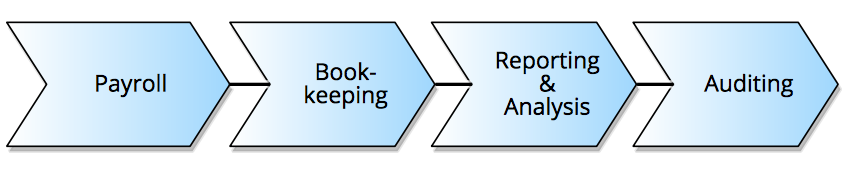 Payroll
Book-
keeping
Reporting
&
Analysis
Auditing